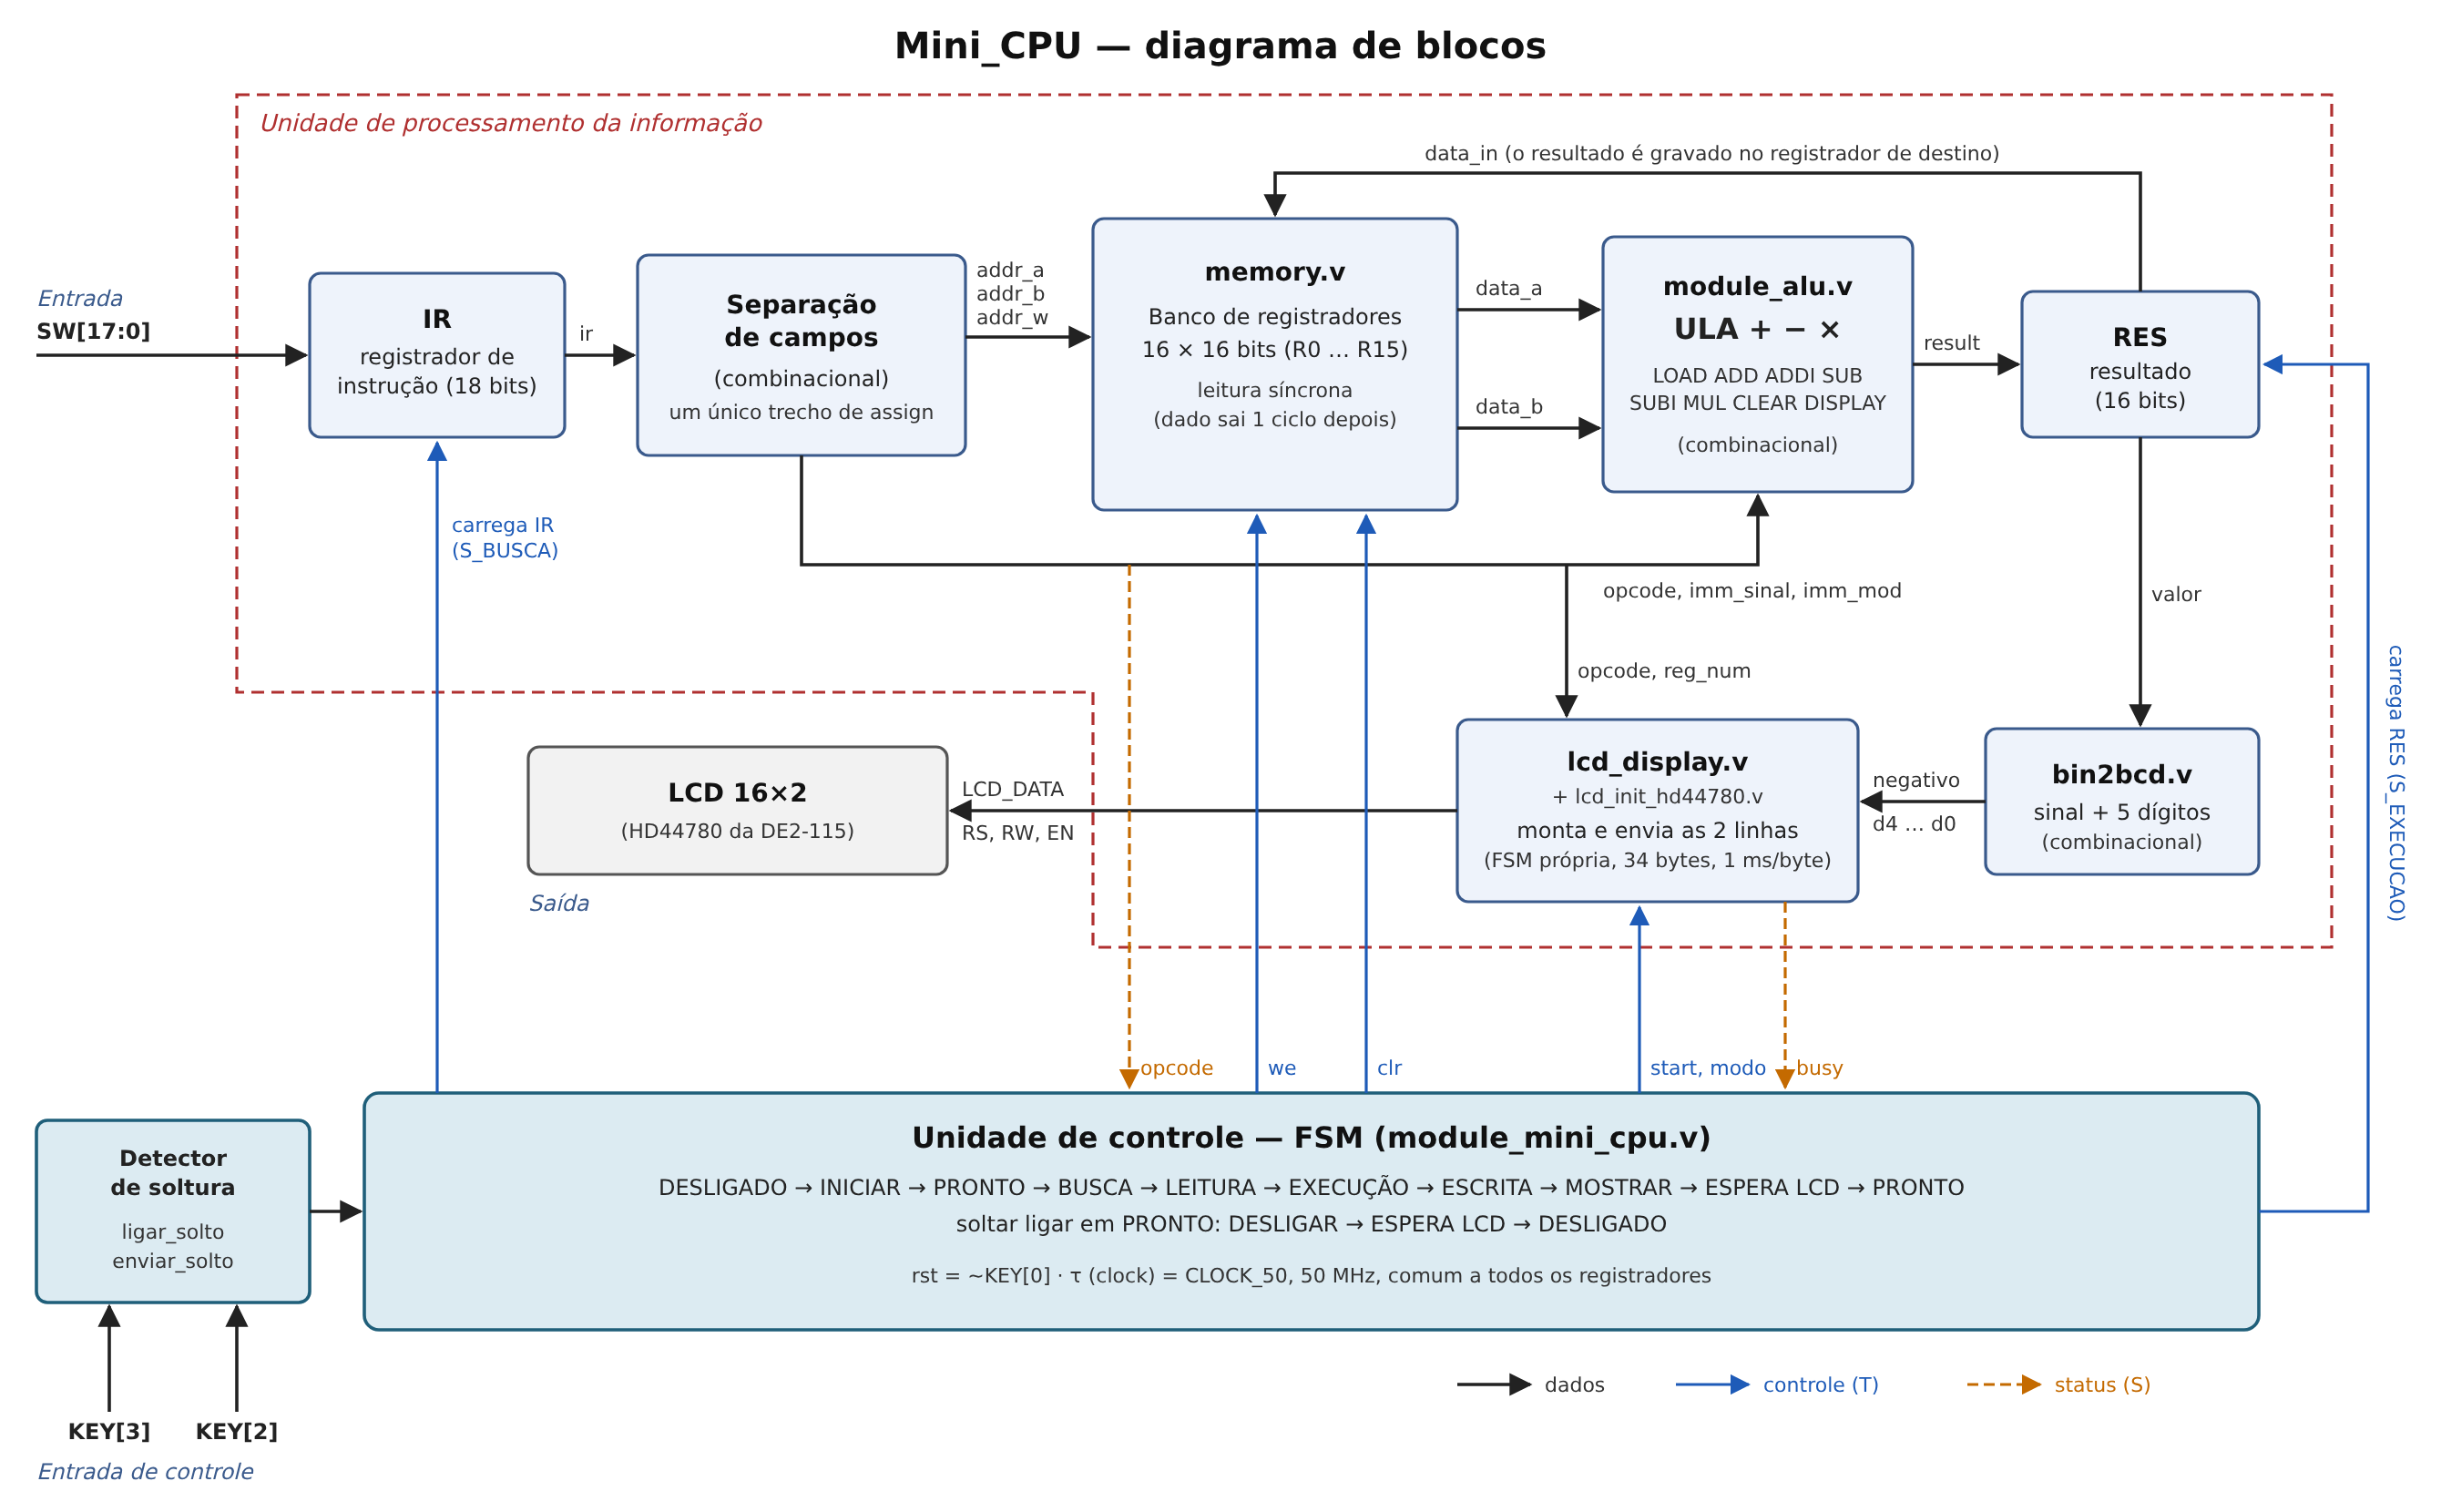 Mini_CPU — diagrama de blocos
Unidade de processamento da informação
data_in (o resultado é gravado no registrador de destino)
Entrada
SW[17:0]
IR
registrador de
instrução (18 bits)
ir
Separação
de campos
(combinacional)
um único trecho de assign
addr_a
addr_b
addr_w
memory.v
Banco de registradores
16 × 16 bits (R0 ... R15)
leitura síncrona
(dado sai 1 ciclo depois)
data_a
data_b
module_alu.v
ULA + − ×
LOAD ADD ADDI SUB
SUBI MUL CLEAR DISPLAY
(combinacional)
result
RES
resultado
(16 bits)
carrega IR
(S_BUSCA)
opcode, imm_sinal, imm_mod
valor
opcode, reg_num
carrega RES (S_EXECUCAO)
LCD 16×2
(HD44780 da DE2-115)
Saída
LCD_DATA
RS, RW, EN
lcd_display.v
+ lcd_init_hd44780.v
monta e envia as 2 linhas
(FSM própria, 34 bytes, 1 ms/byte)
negativo
d4 ... d0
bin2bcd.v
sinal + 5 dígitos
(combinacional)
opcode
we
clr
start, modo
busy
Detector
de soltura
ligar_solto
enviar_solto
Unidade de controle — FSM (module_mini_cpu.v)
DESLIGADO → INICIAR → PRONTO → BUSCA → LEITURA → EXECUÇÃO → ESCRITA → MOSTRAR → ESPERA LCD → PRONTO
soltar ligar em PRONTO: DESLIGAR → ESPERA LCD → DESLIGADO
rst = ~KEY[0] · τ (clock) = CLOCK_50, 50 MHz, comum a todos os registradores
KEY[3]
KEY[2]
Entrada de controle
dados
controle (T)
status (S)